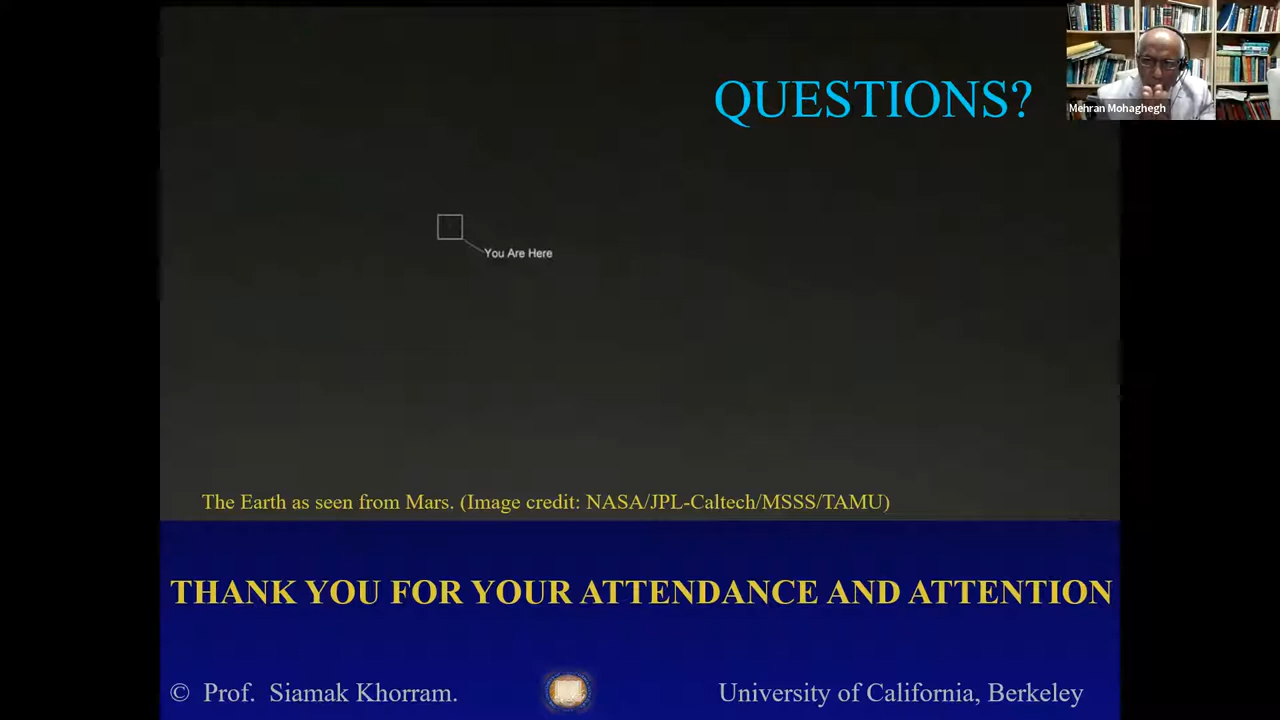 QUESTIONS?
Mehran Mohaghegh
You Are Here
The Earth as seen from Mars. (Image credit: NASA/JPL-Caltech/MSSS/TAMU)
THANK YOU FOR YOUR ATTENDANCE AND ATTENTION
© Prof. Siamak Khorram.
University of California, Berkeley